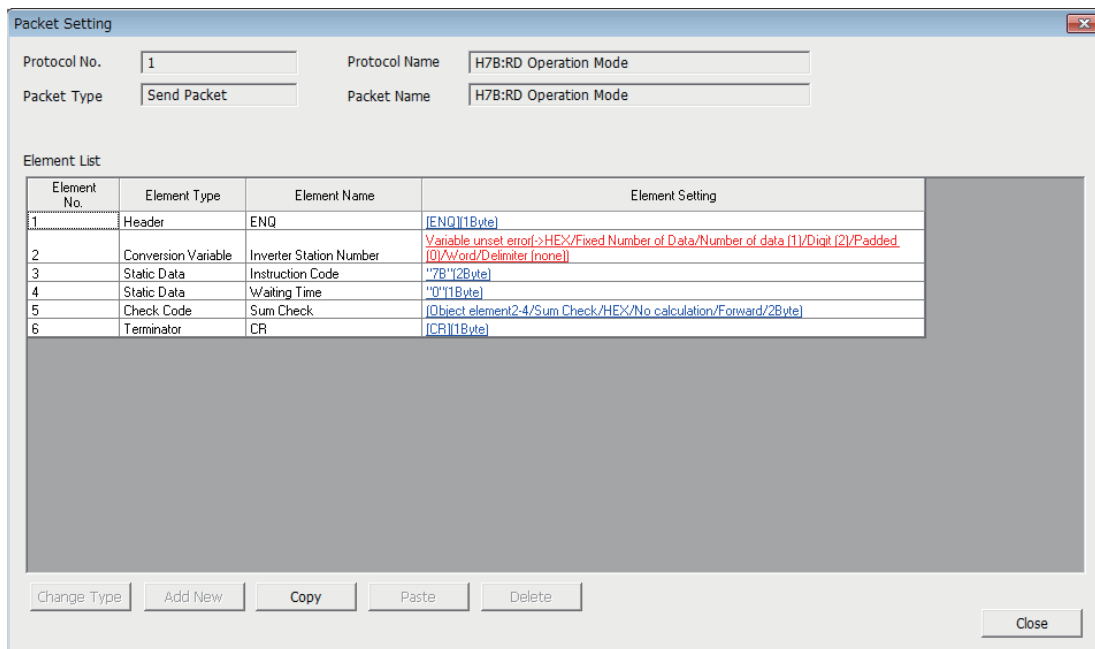 Packet Setting
Protocol No. 1 Protocol Name H7B:RD Operation Mode
Packet Type Send Packet Packet Name H7B:RD Operation Mode
Element List
Element No. Element Type Element Name Element Setting
1 Header ENQ [ENQ](1Byte)
2 Conversion Variable Inverter Station Number Variable unset error(->HEX/Fixed Number of Data/Number of data (1)/Digit (2)/Padded
(0)/Word/Delimiter (none))
3 Static Data Instruction Code "7B"(2Byte)
4 Static Data Waiting Time "0"(1Byte)
5 Check Code Sum Check (Object element2-4/Sum Check/HEX/No calculation/Forward/2Byte)
6 Terminator CR [CR](1Byte)
Change Type Add New Copy Paste Delete
Close